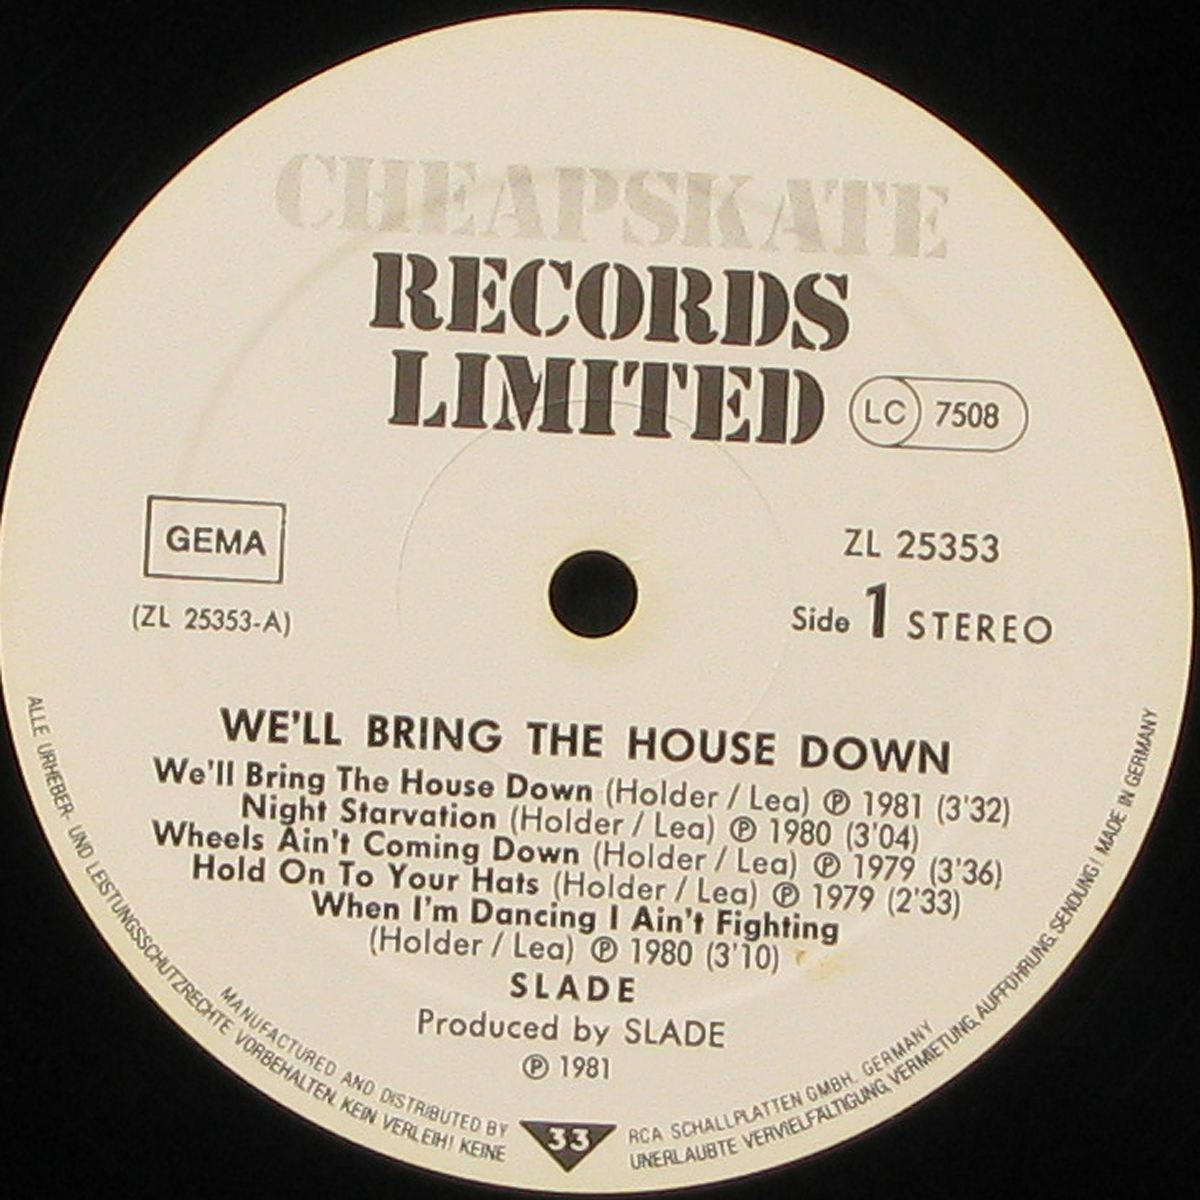 CHEAPSKATE
RECORDS
LIMITED
LC 7508
GEMA
(ZL 25353-A)
ZL 25353
Side 1 STEREO
WE'LL BRING THE HOUSE DOWN
We'll Bring The House Down (Holder / Lea) ℗ 1981 (3'32)
Night Starvation (Holder / Lea) ℗ 1980 (3'04)
Wheels Ain't Coming Down (Holder / Lea) ℗ 1979 (3'36)
Hold On To Your Hats (Holder / Lea) ℗ 1979 (2'33)
When I'm Dancing I Ain't Fighting
(Holder / Lea) ℗ 1980 (3'10)
SLADE
Produced by SLADE
℗ 1981
MANUFACTURED AND DISTRIBUTED BY RCA SCHALLPLATTEN GMBH. GERMANY
ALLE URHEBER- UND LEISTUNGSSCHUTZRECHTE VORBEHALTEN. KEIN VERLEIH! KEINE UNERLAUBTE VERVIELFÄLTIGUNG, VERMIETUNG, AUFFÜHRUNG, SENDUNG! MADE IN GERMANY
33